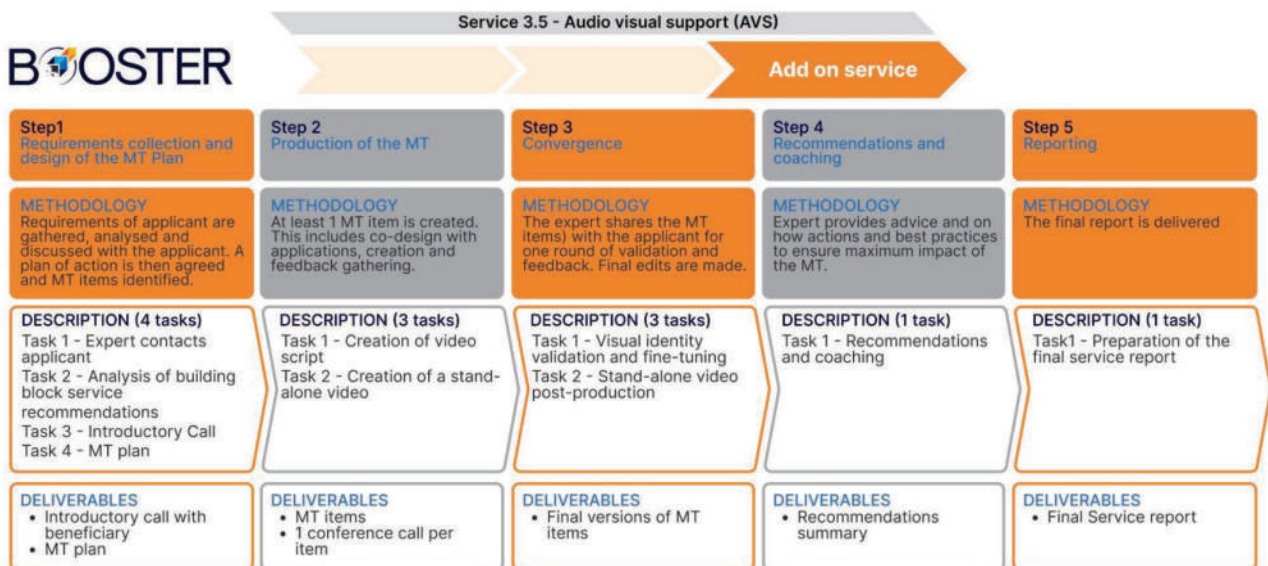 Service 3.5 - Audio visual support (AVS)
BOOSTER
Add on service
Step1
Requirements collection and
design of the MT Plan
Step 2
Production of the MT
Step 3
Convergence
Step 4
Recommendations and
coaching
Step 5
Reporting
METHODOLOGY
Requirements of applicant are
gathered, analysed and
discussed with the applicant. A
plan of action is then agreed
and MT items identified.
METHODOLOGY
At least 1 MT item is created.
This includes co-design with
applications, creation and
feedback gathering.
METHODOLOGY
The expert shares the MT
items) with the applicant for
one round of validation and
feedback. Final edits are made.
METHODOLOGY
Expert provides advice and on
how actions and best practices
to ensure maximum impact of
the MT.
METHODOLOGY
The final report is delivered
DESCRIPTION (4 tasks)
Task 1 - Expert contacts
applicant
Task 2 - Analysis of building
block service
recommendations
Task 3 - Introductory Call
Task 4 - MT plan
DESCRIPTION (3 tasks)
Task 1 - Creation of video
script
Task 2 - Creation of a stand-
alone video
DESCRIPTION (3 tasks)
Task 1 - Visual identity
validation and fine-tuning
Task 2 - Stand-alone video
post-production
DESCRIPTION (1 task)
Task 1 - Recommendations
and coaching
DESCRIPTION (1 task)
Task1 - Preparation of the
final service report
DELIVERABLES
• Introductory call with
beneficiary
• MT plan
DELIVERABLES
• MT items
• 1 conference call per
item
DELIVERABLES
• Final versions of MT
items
DELIVERABLES
• Recommendations
summary
DELIVERABLES
• Final Service report